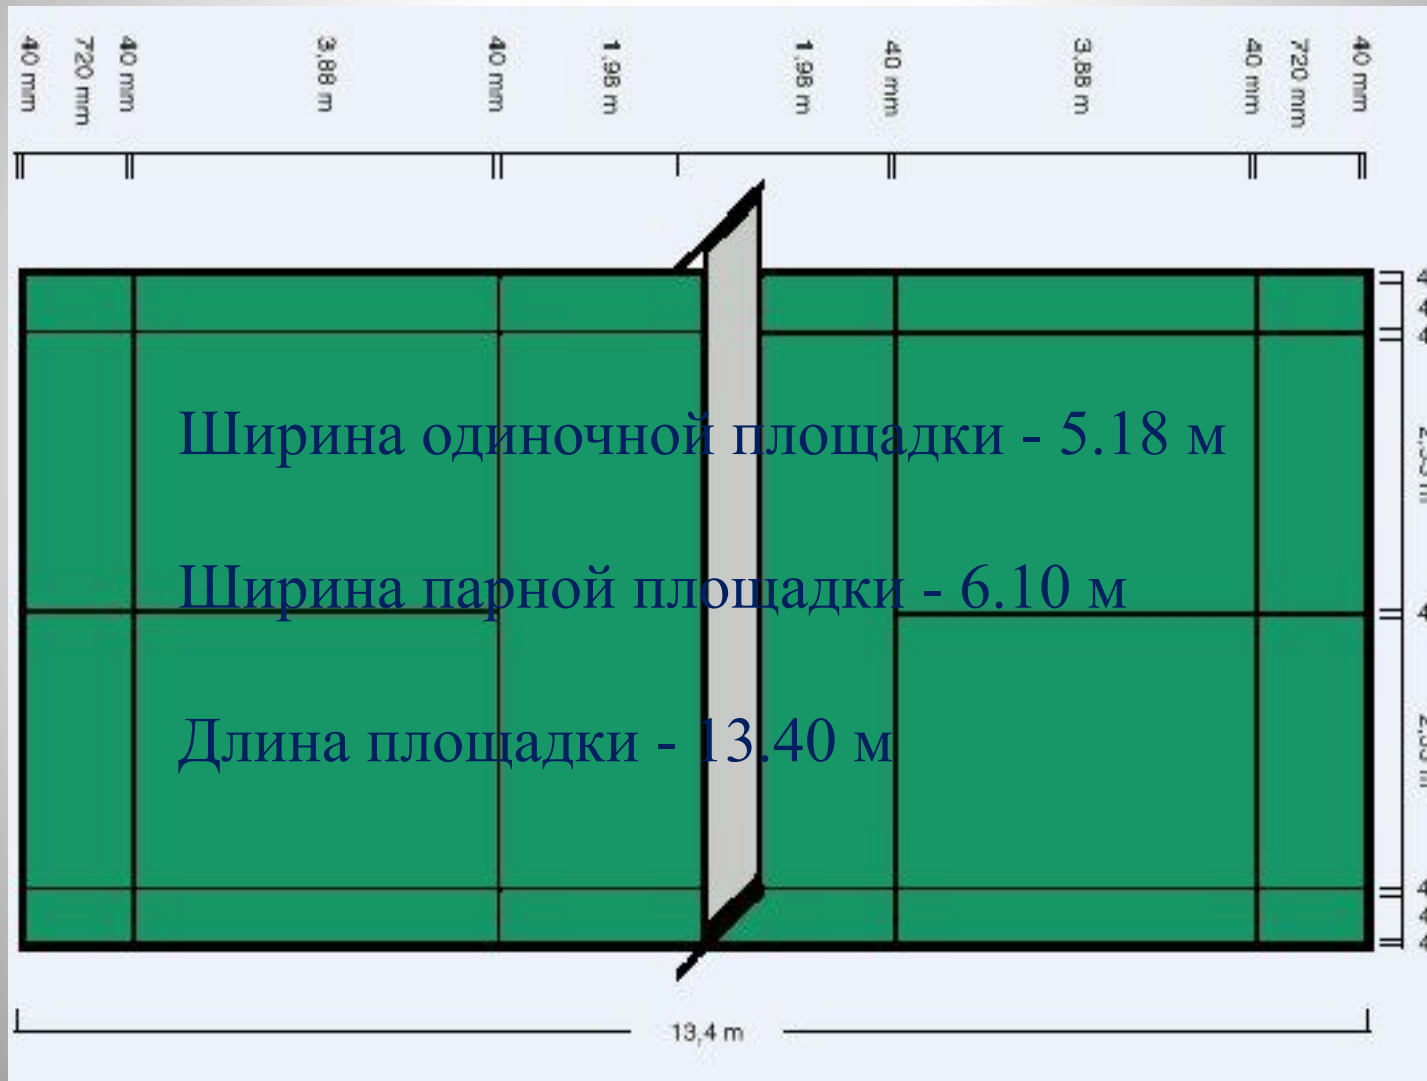 40 mm
720 mm
40 mm
3,88 m
40 mm
1,98 m
1,98 m
40 mm
3,88 m
40 mm
720 mm
40 mm
Ширина одиночной площадки - 5.18 м
Ширина парной площадки - 6.10 м
Длина площадки - 13.40 м
13,4 m